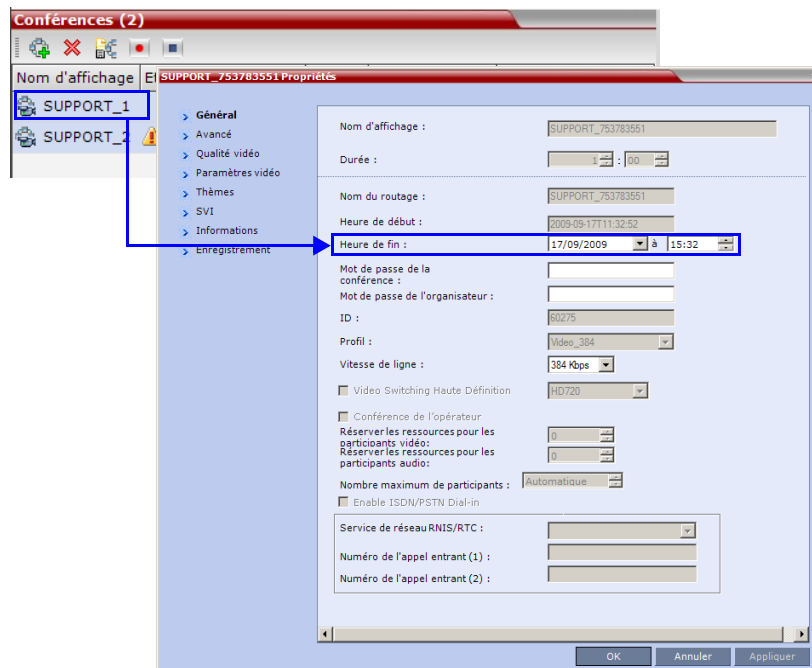 Conférences (2)
Nom d'affichage
SUPPORT_1
SUPPORT_2
SUPPORT_753783551 Propriétés
Général
Avancé
Qualité vidéo
Paramètres vidéo
Thèmes
SVI
Informations
Enregistrement
Nom d'affichage :
SUPPORT_753783551
Durée :
1 : 00
Nom du routage :
SUPPORT_753783551
Heure de début :
2009-09-17T11:32:52
Heure de fin :
17/09/2009 à 15:32
Mot de passe de la
conférence :
Mot de passe de l'organisateur :
ID :
60275
Profil :
Video_384
Vitesse de ligne :
384 Kbps
Video Switching Haute Définition
HD720
Conférence de l'opérateur
Réserver les ressources pour les
participants vidéo:
0
Réserver les ressources pour les
participants audio:
0
Nombre maximum de participants :
Automatique
Enable ISDN/PSTN Dial-in
Service de réseau RNIS/RTC :
Numéro de l'appel entrant (1) :
Numéro de l'appel entrant (2) :
OK
Annuler
Appliquer